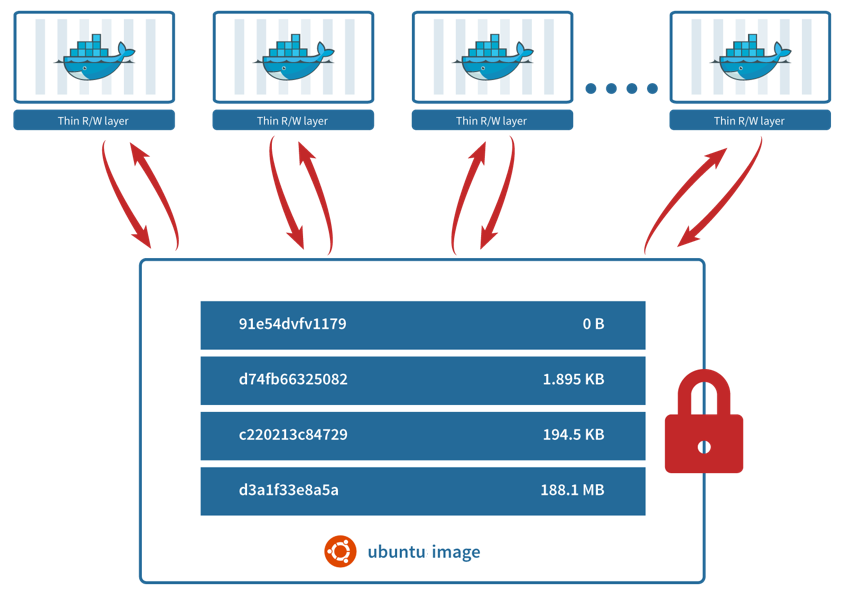 Thin R/W layer
Thin R/W layer
Thin R/W layer
Thin R/W layer
91e54dvfv1179 0 B
d74fb66325082 1.895 KB
c220213c84729 194.5 KB
d3a1f33e8a5a 188.1 MB
ubuntu image